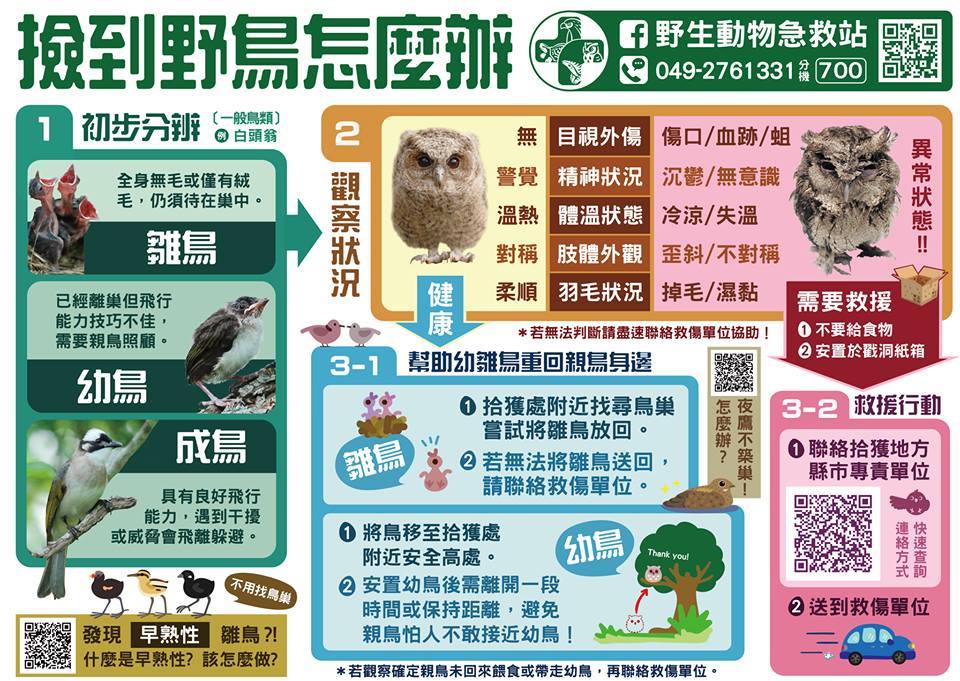 撿到野鳥怎麼辦
野生動物急救站
049-2761331 分機 700
1 初步分辨 〔一般鳥類〕
例 白頭翁
全身無毛或僅有絨
毛,仍須待在巢中。
雛鳥
已經離巢但飛行
能力技巧不佳,
需要親鳥照顧。
幼鳥
成鳥
具有良好飛行
能力,遇到干擾
或威脅會飛離躲避。
不用找鳥巢
發現 早熟性 雛鳥?!
什麼是早熟性? 該怎麼做?
2
觀察狀況
無 目視外傷 傷口/血跡/蛆
警覺 精神狀況 沉鬱/無意識
溫熱 體溫狀態 冷涼/失溫
對稱 肢體外觀 歪斜/不對稱
柔順 羽毛狀況 掉毛/濕黏
異常狀態!!
健康
*若無法判斷請盡速聯絡救傷單位協助!
需要救援
1 不要給食物
2 安置於戳洞紙箱
3-1 幫助幼雛鳥重回親鳥身邊
雛鳥
1 拾獲處附近找尋鳥巢
嘗試將雛鳥放回。
2 若無法將雛鳥送回,
請聯絡救傷單位。
夜鷹不築巢!
怎麼辦?
1 將鳥移至拾獲處
附近安全高處。
2 安置幼鳥後需離開一段
時間或保持距離,避免
親鳥怕人不敢接近幼鳥!
幼鳥
Thank you!
*若觀察確定親鳥未回來餵食或帶走幼鳥,再聯絡救傷單位。
3-2 救援行動
1 聯絡拾獲地方
縣市專責單位
快速查詢
連絡方式
2 送到救傷單位